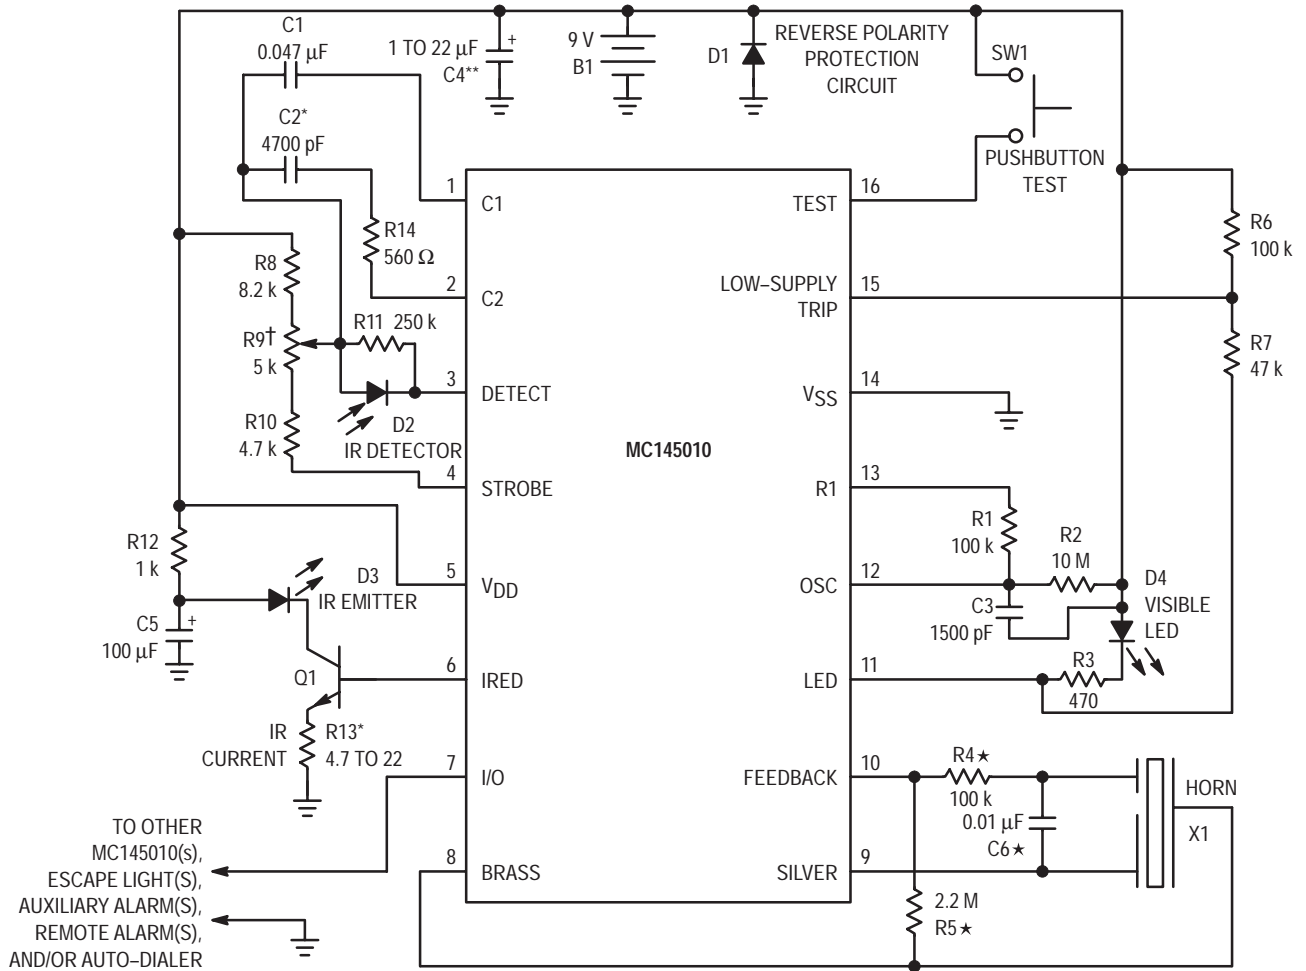 C1
0.047 µF
1 TO 22 µF
+
C4**
9 V
B1
D1
REVERSE POLARITY
PROTECTION
CIRCUIT
SW1
PUSHBUTTON
TEST
C2*
4700 pF
R14
560 Ω
R8
8.2 k
R9†
5 k
R10
4.7 k
R11 250 k
D2
IR DETECTOR
R12
1 k
C5
+
100 µF
D3
IR EMITTER
Q1
IR
CURRENT
R13*
4.7 TO 22
TO OTHER
MC145010(s),
ESCAPE LIGHT(S),
AUXILIARY ALARM(S),
REMOTE ALARM(S),
AND/OR AUTO–DIALER
MC145010
1
C1
2
C2
3
DETECT
4
STROBE
5
VDD
6
IRED
7
I/O
8
BRASS
16
TEST
15
LOW–SUPPLY
TRIP
14
VSS
13
R1
12
OSC
11
LED
10
FEEDBACK
9
SILVER
R6
100 k
R7
47 k
R1
100 k
R2
10 M
C3
1500 pF
D4
VISIBLE
LED
R3
470
R4★
100 k
0.01 µF
C6★
HORN
X1
2.2 M
R5★